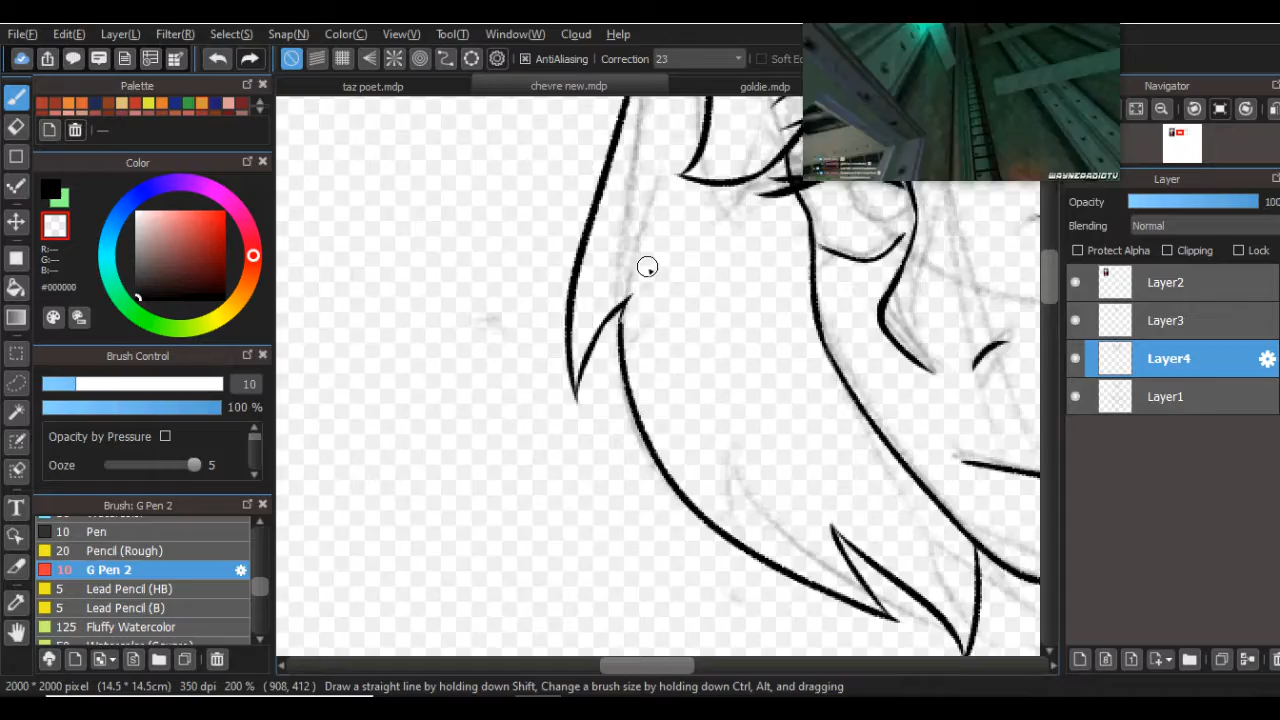 File(F) Edit(E) Layer(L) Filter(R) Select(S) Snap(N) Color(C) View(V) Tool(T) Window(W) Cloud Help
AntiAliasing Correction 23 Soft Ed
Palette
taz poet.mdp chevre new.mdp goldie.mdp
Navigator
---
Color
R:---
G:---
B:---
#000000
WAYNERADIOTV
Layer
Opacity 100
Blending Normal
Protect Alpha Clipping Lock
Layer2
Layer3
Layer4
Layer1
Brush Control
10
100 %
Opacity by Pressure
Ooze 5
Brush: G Pen 2
10 Pen
20 Pencil (Rough)
10 G Pen 2
5 Lead Pencil (HB)
5 Lead Pencil (B)
125 Fluffy Watercolor
2000 * 2000 pixel (14.5 * 14.5cm) 350 dpi 200 % ( 908, 412 ) Draw a straight line by holding down Shift, Change a brush size by holding down Ctrl, Alt, and dragging